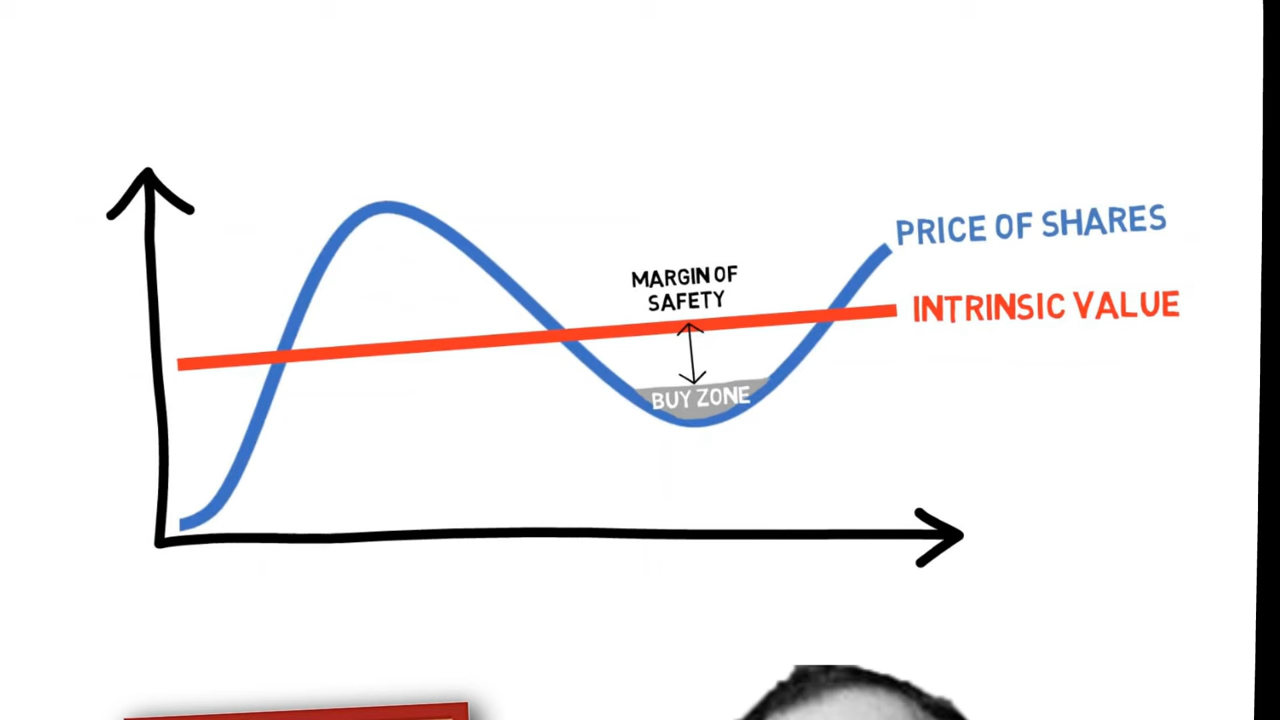 PRICE OF SHARES
MARGIN OF
SAFETY
INTRINSIC VALUE
BUY ZONE